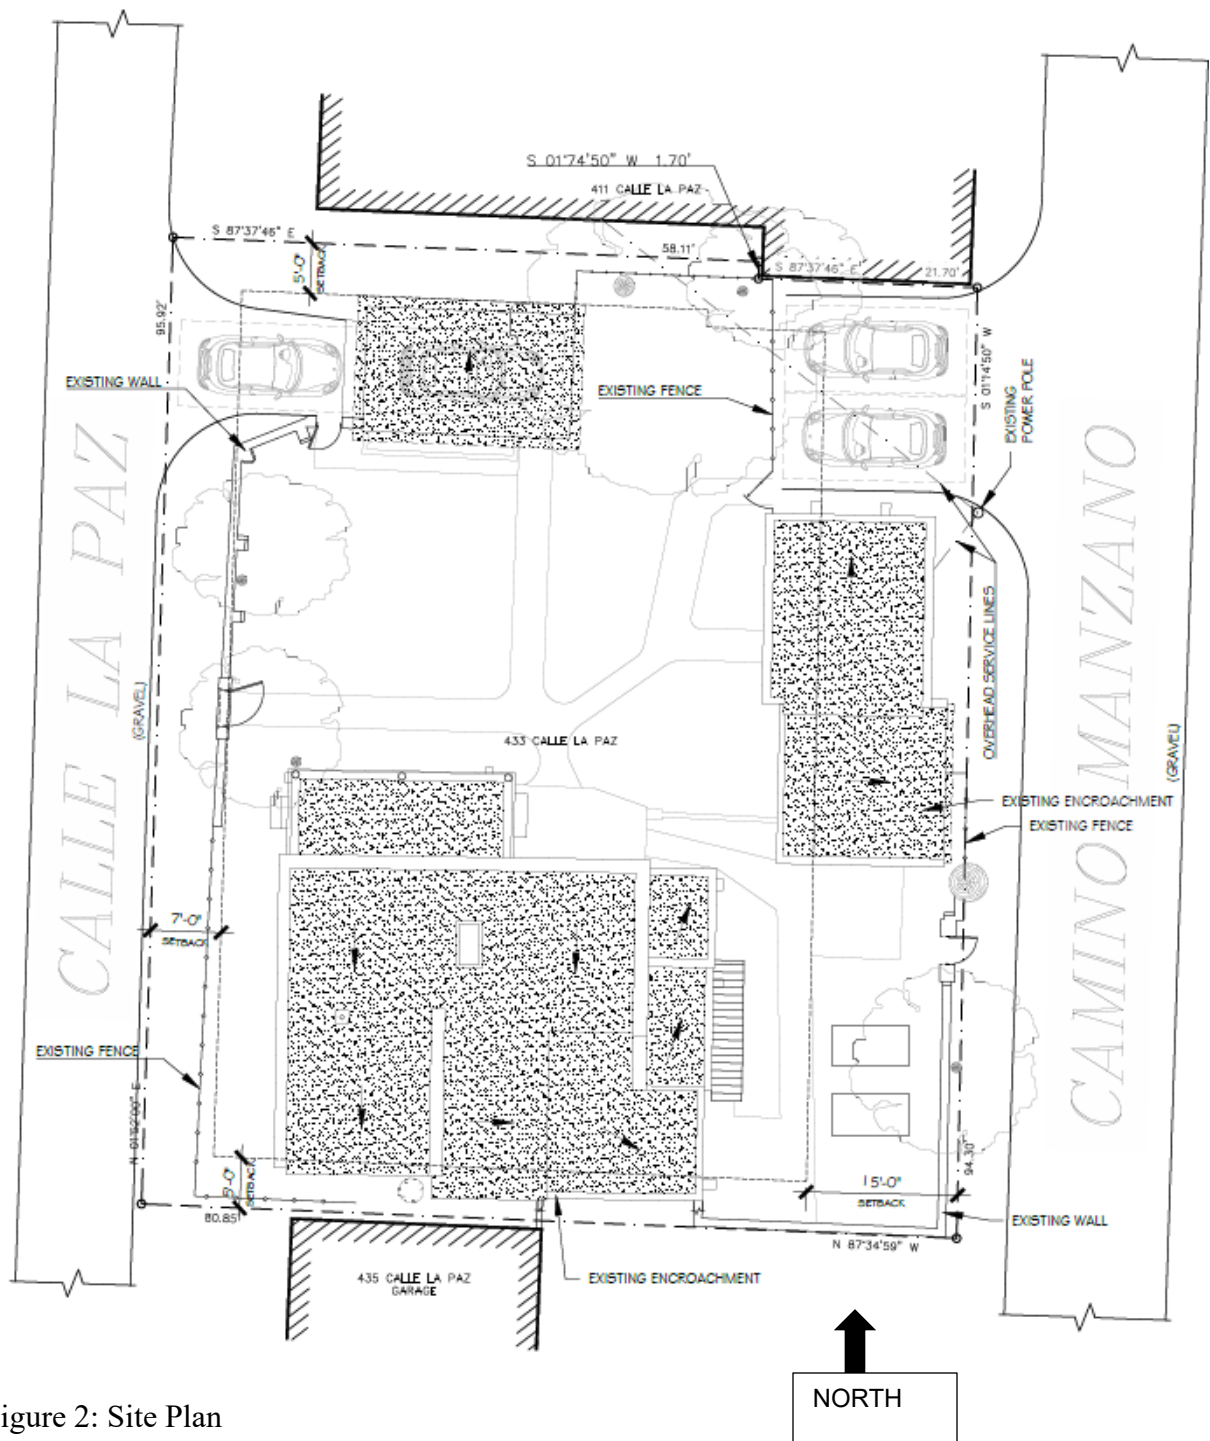 S 01°74'50" W 1.70'
411 CALLE LA PAZ
S 87°37'46" E
58.11'
S 87°37'46" E
21.70'
5'-0"
SETBACK
95.92'
S 01°14'50" W
EXISTING WALL
EXISTING FENCE
EXISTING
POWER POLE
CALLE LA PAZ
(GRAVEL)
CAMINO MANZANO
(GRAVEL)
OVERHEAD SERVICE LINES
433 CALLE LA PAZ
EXISTING ENCROACHMENT
EXISTING FENCE
7'-0"
SETBACK
EXISTING FENCE
N 01°52'00" E
5'-0"
SETBACK
80.85'
94.30'
15'-0"
SETBACK
EXISTING WALL
N 87°34'59" W
435 CALLE LA PAZ
GARAGE
EXISTING ENCROACHMENT
NORTH
igure 2: Site Plan